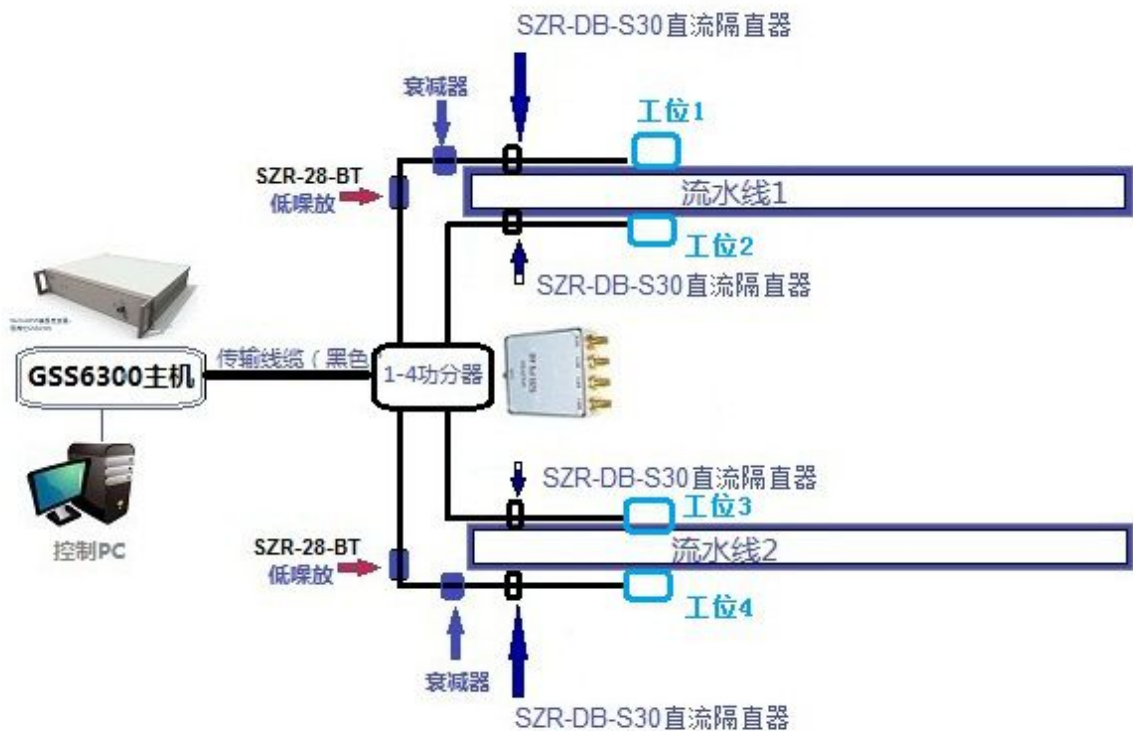 SZR-DB-S30直流隔直器
衰减器
工位1
SZR-28-BT
低噪放
流水线1
工位2
SZR-DB-S30直流隔直器
传输线缆（黑色
GSS6300主机
1-4功分器
SZR-DB-S30直流隔直器
工位3
控制PC
SZR-28-BT
低噪放
流水线2
工位4
衰减器
SZR-DB-S30直流隔直器